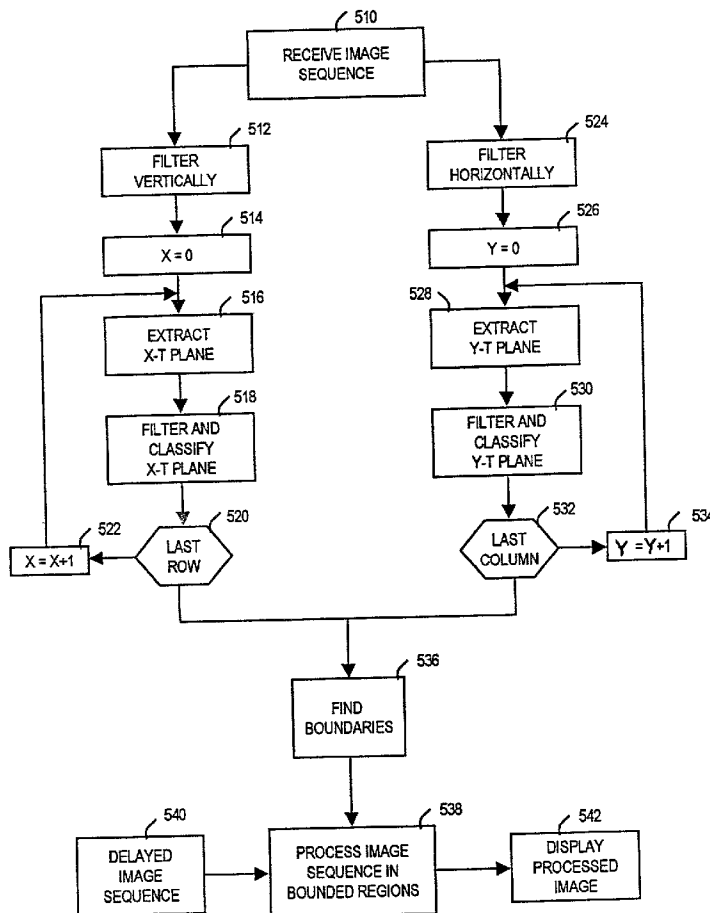 510
RECEIVE IMAGE
SEQUENCE
512
FILTER
VERTICALLY
514
X = 0
516
EXTRACT
X-T PLANE
518
FILTER AND
CLASSIFY
X-T PLANE
520
LAST
ROW
522
X = X+1
524
FILTER
HORIZONTALLY
526
Y = 0
528
EXTRACT
Y-T PLANE
530
FILTER AND
CLASSIFY
Y-T PLANE
532
LAST
COLUMN
534
Y = Y+1
536
FIND
BOUNDARIES
540
DELAYED
IMAGE
SEQUENCE
538
PROCESS IMAGE
SEQUENCE IN
BOUNDED REGIONS
542
DISPLAY
PROCESSED
IMAGE